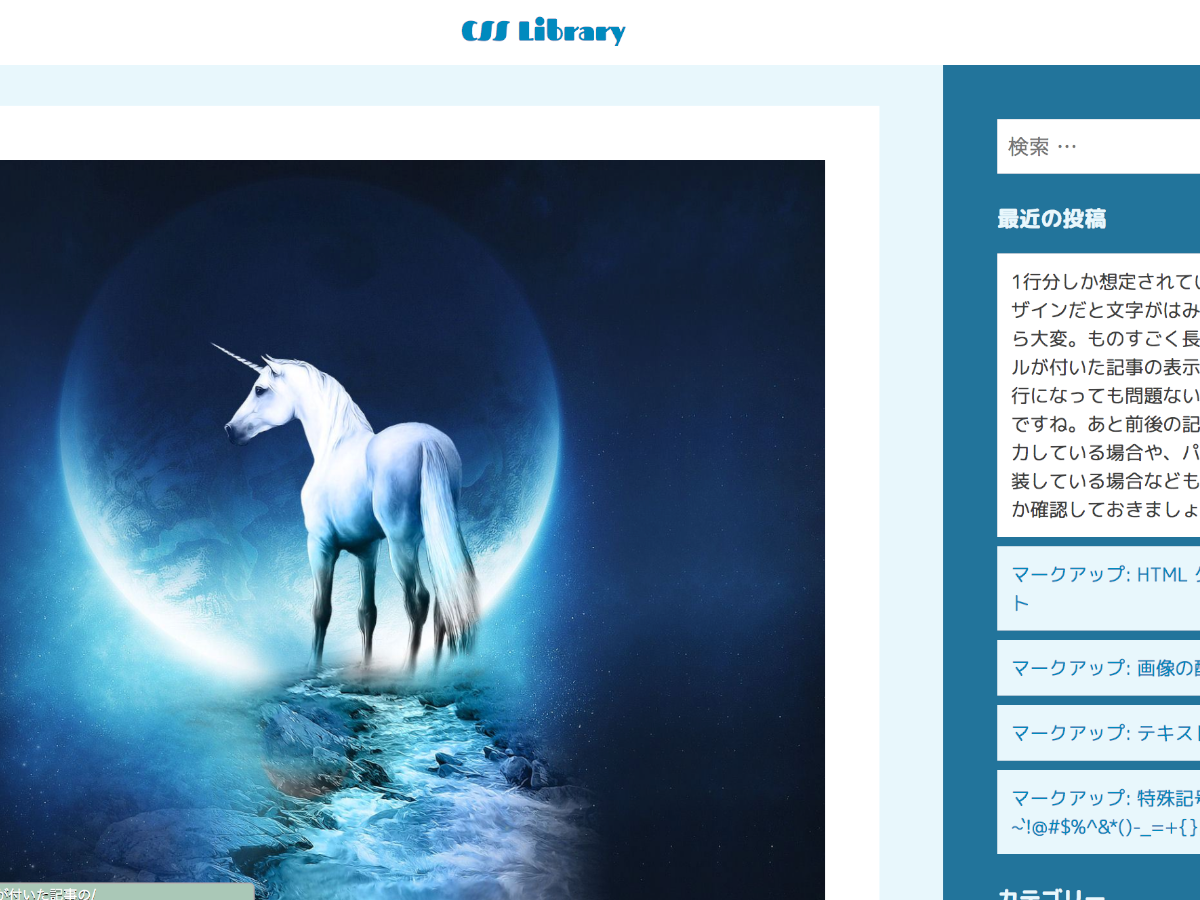 CSS Library
検索 …
最近の投稿
1行分しか想定されてい
ザインだと文字がはみ
ら大変。ものすごく長
ルが付いた記事の表示
行になっても問題ない
ですね。あと前後の記
力している場合や、パ
装している場合なども
か確認しておきましょ
マークアップ: HTML
ト
マークアップ: 画像の配
マークアップ: テキスト
マークアップ: 特殊記号
~`!@#$%^&*()-_=+{}
が付いた記事の/
カテゴリー